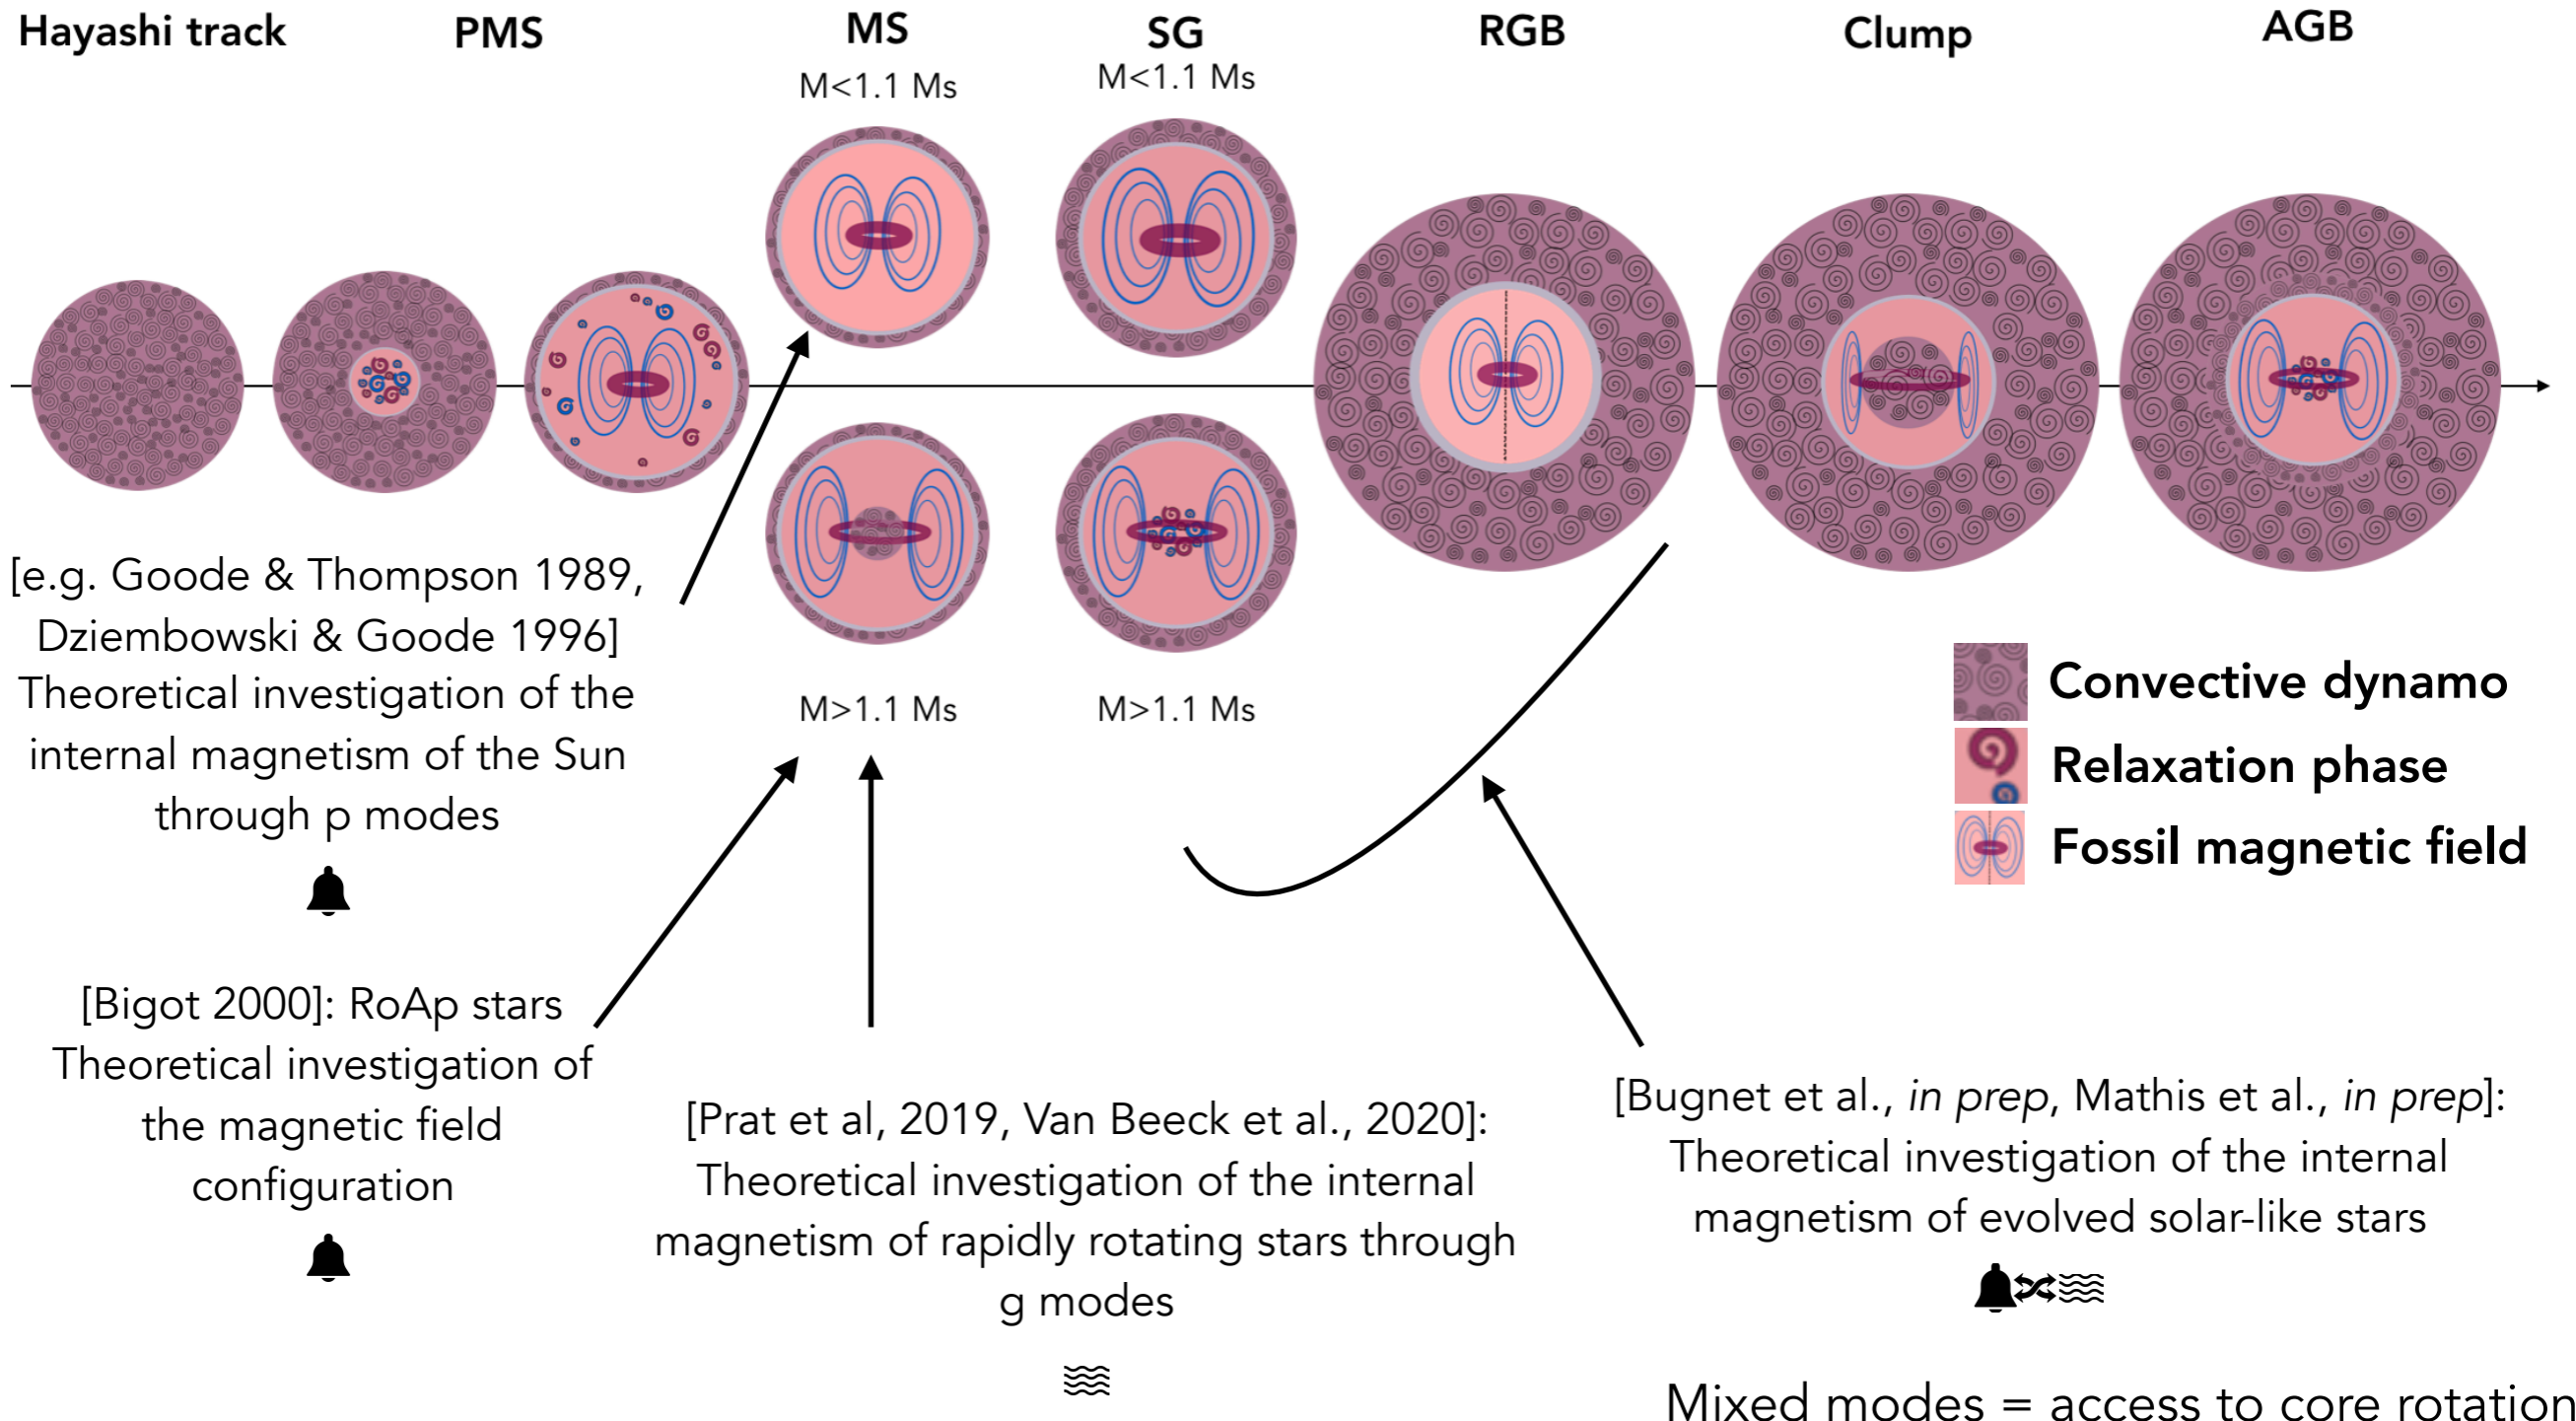 Hayashi track
PMS
MS
SG
RGB
Clump
AGB
M<1.1 Ms
M<1.1 Ms
M>1.1 Ms
M>1.1 Ms
[e.g. Goode & Thompson 1989,
Dziembowski & Goode 1996]
Theoretical investigation of the
internal magnetism of the Sun
through p modes
Convective dynamo
Relaxation phase
Fossil magnetic field
[Bigot 2000]: RoAp stars
Theoretical investigation of
the magnetic field
configuration
[Prat et al, 2019, Van Beeck et al., 2020]:
Theoretical investigation of the internal
magnetism of rapidly rotating stars through
g modes
[Bugnet et al., in prep, Mathis et al., in prep]:
Theoretical investigation of the internal
magnetism of evolved solar-like stars
Mixed modes = access to core rotation